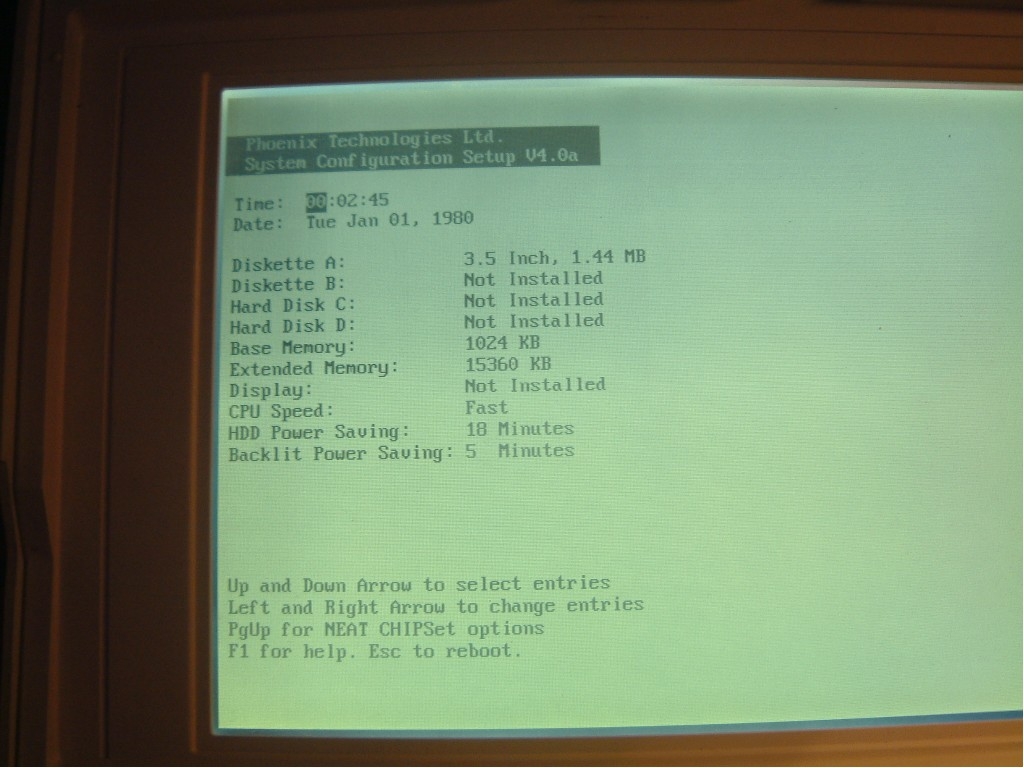 Phoenix Technologies Ltd.
System Configuration Setup V4.0a
Time: 00:02:45
Date: Tue Jan 01, 1980
Diskette A: 3.5 Inch, 1.44 MB
Diskette B: Not Installed
Hard Disk C: Not Installed
Hard Disk D: Not Installed
Base Memory: 1024 KB
Extended Memory: 15360 KB
Display: Not Installed
CPU Speed: Fast
HDD Power Saving: 18 Minutes
Backlit Power Saving: 5 Minutes
Up and Down Arrow to select entries
Left and Right Arrow to change entries
PgUp for NEAT CHIPSet options
F1 for help. Esc to reboot.